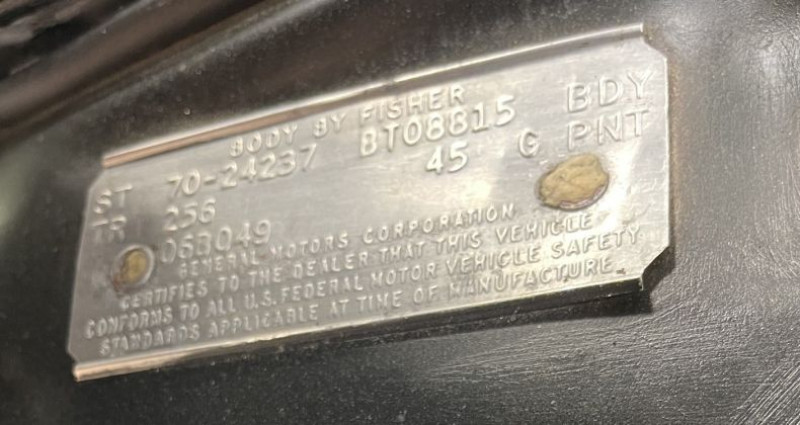 BODY BY FISHER
ST 70-24237 BT08815 BDY
TR 256 45 G PNT
06B049
GENERAL MOTORS CORPORATION
CERTIFIES TO THE DEALER THAT THIS VEHICLE
CONFORMS TO ALL U.S. FEDERAL MOTOR VEHICLE SAFETY
STANDARDS APPLICABLE AT TIME OF MANUFACTURE.